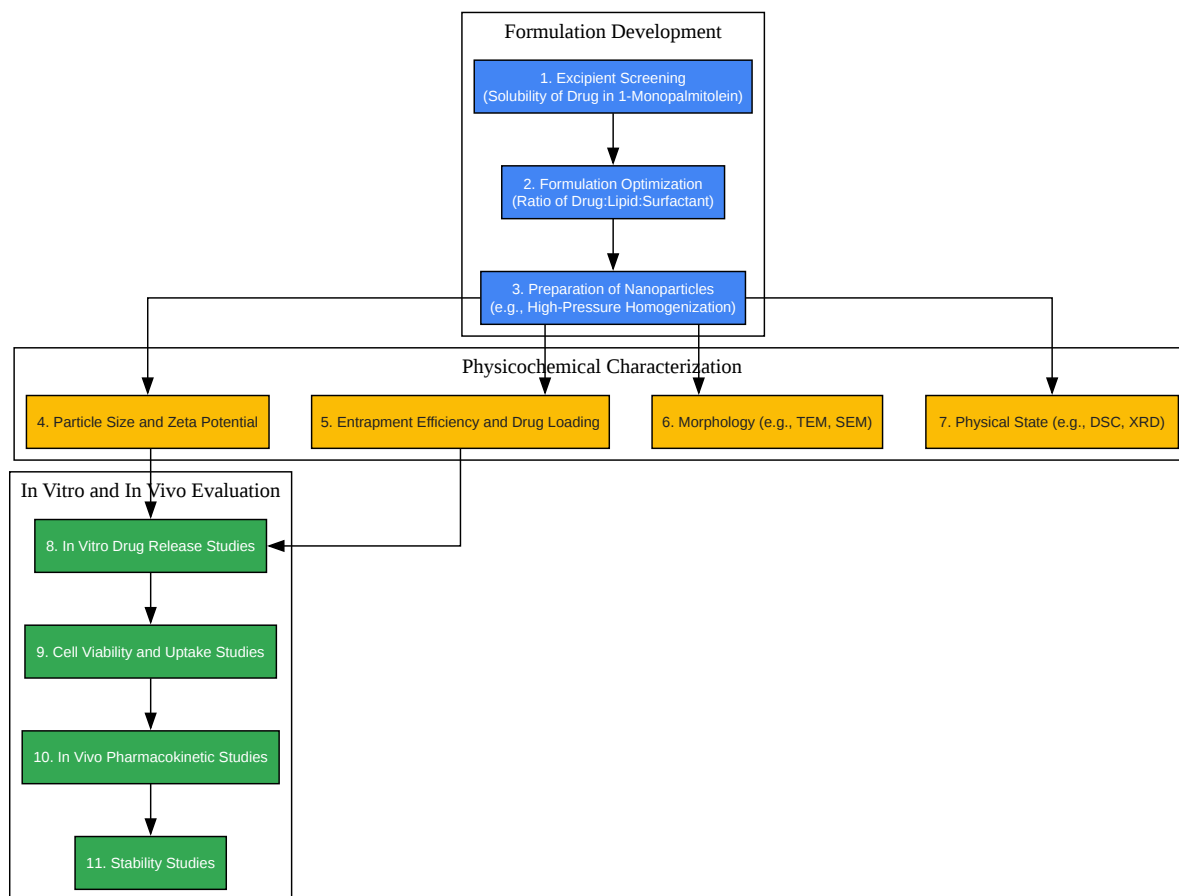 Formulation Development
1. Excipient Screening
(Solubility of Drug in 1-Monopalmitolein)
2. Formulation Optimization
(Ratio of Drug:Lipid:Surfactant)
3. Preparation of Nanoparticles
(e.g., High-Pressure Homogenization)
Physicochemical Characterization
4. Particle Size and Zeta Potential
5. Entrapment Efficiency and Drug Loading
6. Morphology (e.g., TEM, SEM)
7. Physical State (e.g., DSC, XRD)
In Vitro and In Vivo Evaluation
8. In Vitro Drug Release Studies
9. Cell Viability and Uptake Studies
10. In Vivo Pharmacokinetic Studies
11. Stability Studies